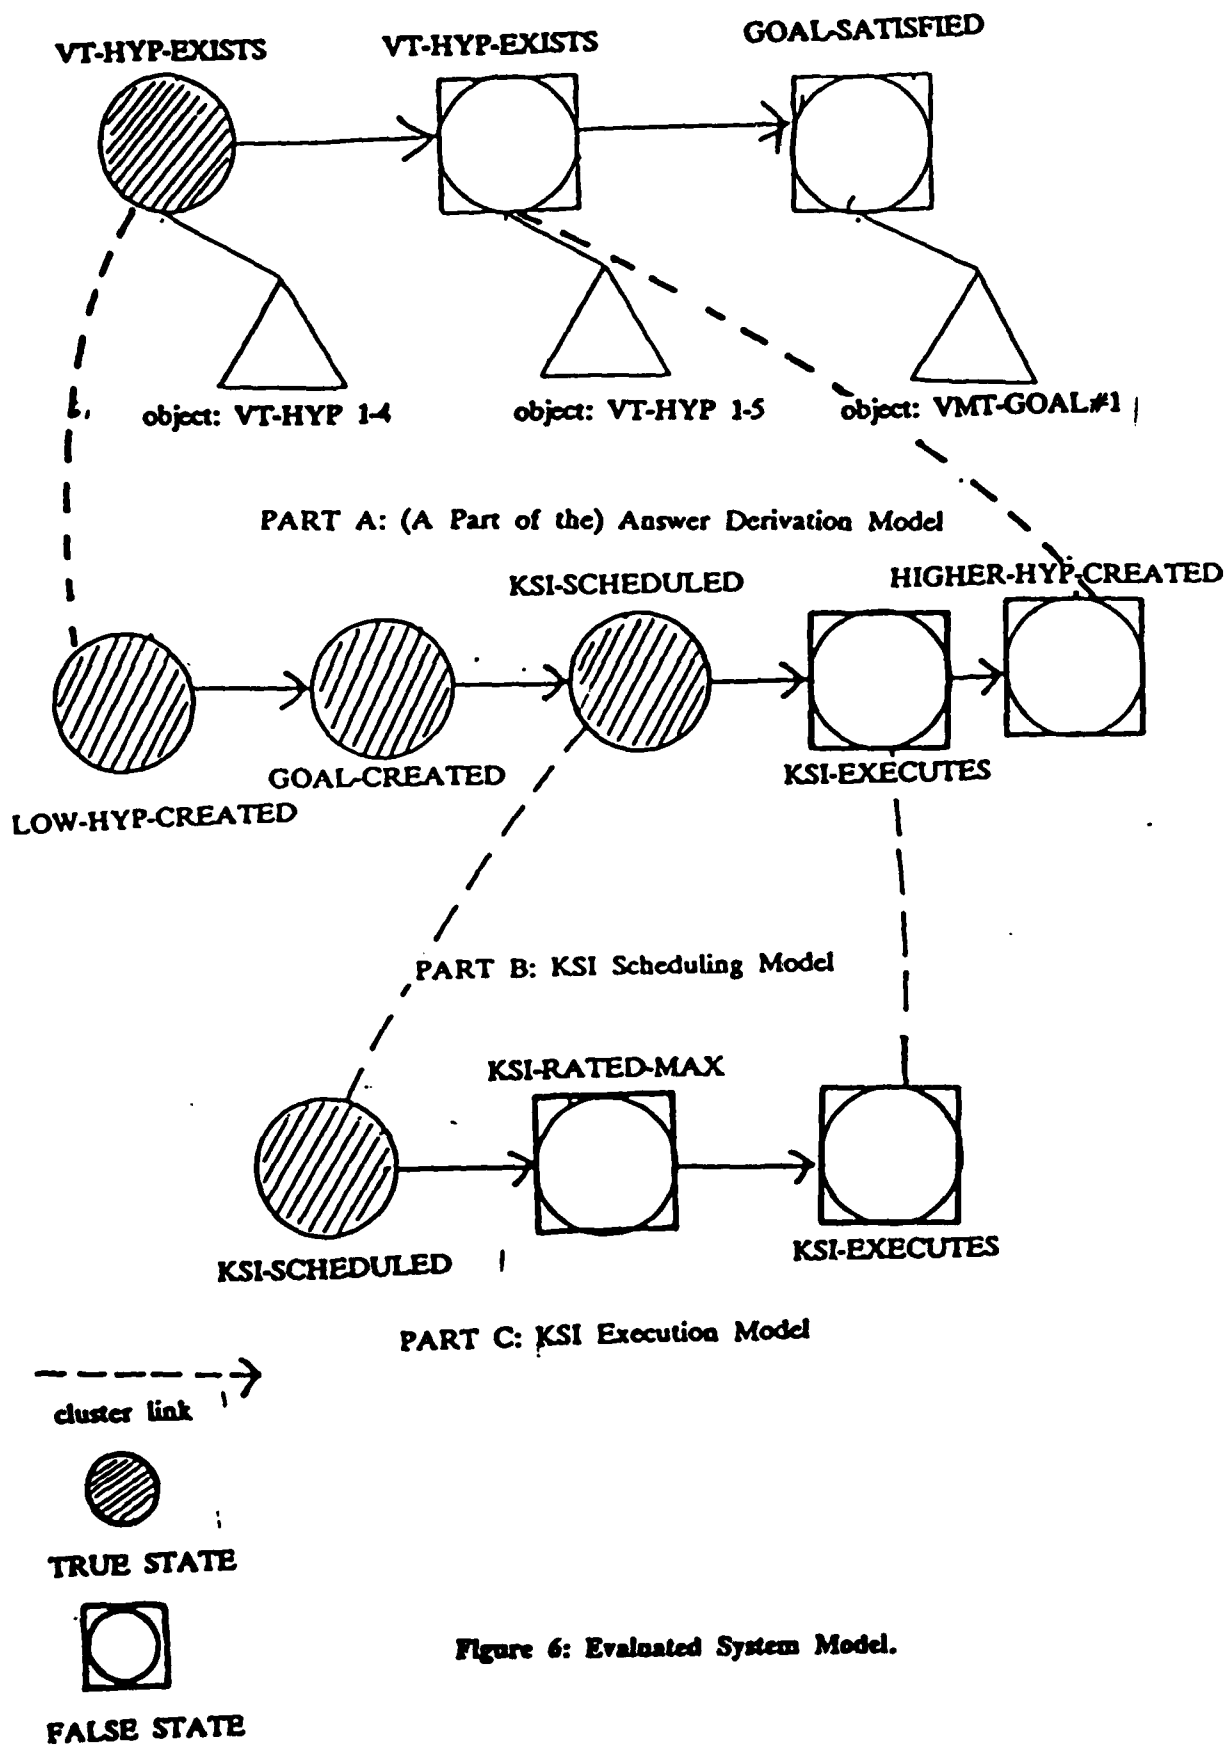 VT-HYP-EXISTS
VT-HYP-EXISTS
GOAL-SATISFIED
object: VT-HYP 1-4
object: VT-HYP 1-5
object: VMT-GOAL#1
PART A: (A Part of the) Answer Derivation Model
KSI-SCHEDULED
HIGHER-HYP-CREATED
GOAL-CREATED
KSI-EXECUTES
LOW-HYP-CREATED
PART B: KSI Scheduling Model
KSI-RATED-MAX
KSI-SCHEDULED
KSI-EXECUTES
PART C: KSI Execution Model
cluster link
TRUE STATE
Figure 6: Evaluated System Model.
FALSE STATE